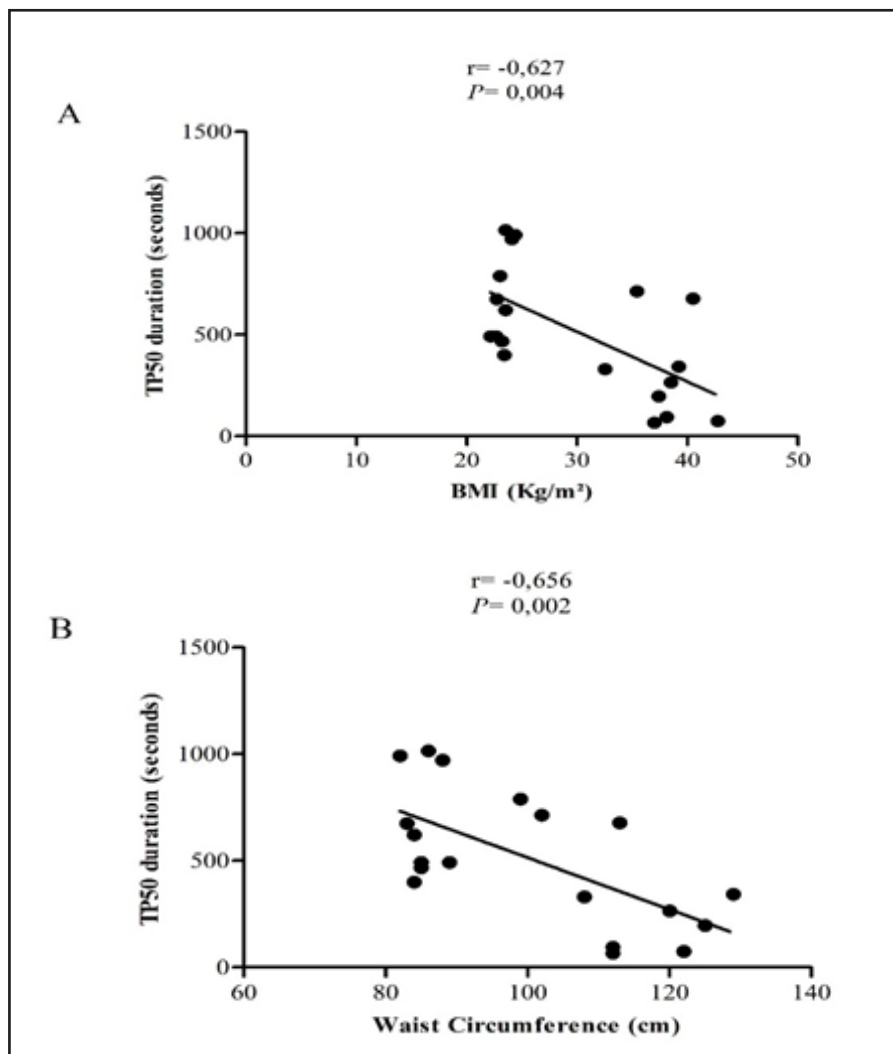 r= -0,627
P= 0,004
A
1500
1000
500
0
TP50 duration (seconds)
0 10 20 30 40 50
BMI (Kg/m²)
r= -0,656
P= 0,002
B
1500
1000
500
0
TP50 duration (seconds)
60 80 100 120 140
Waist Circumference (cm)